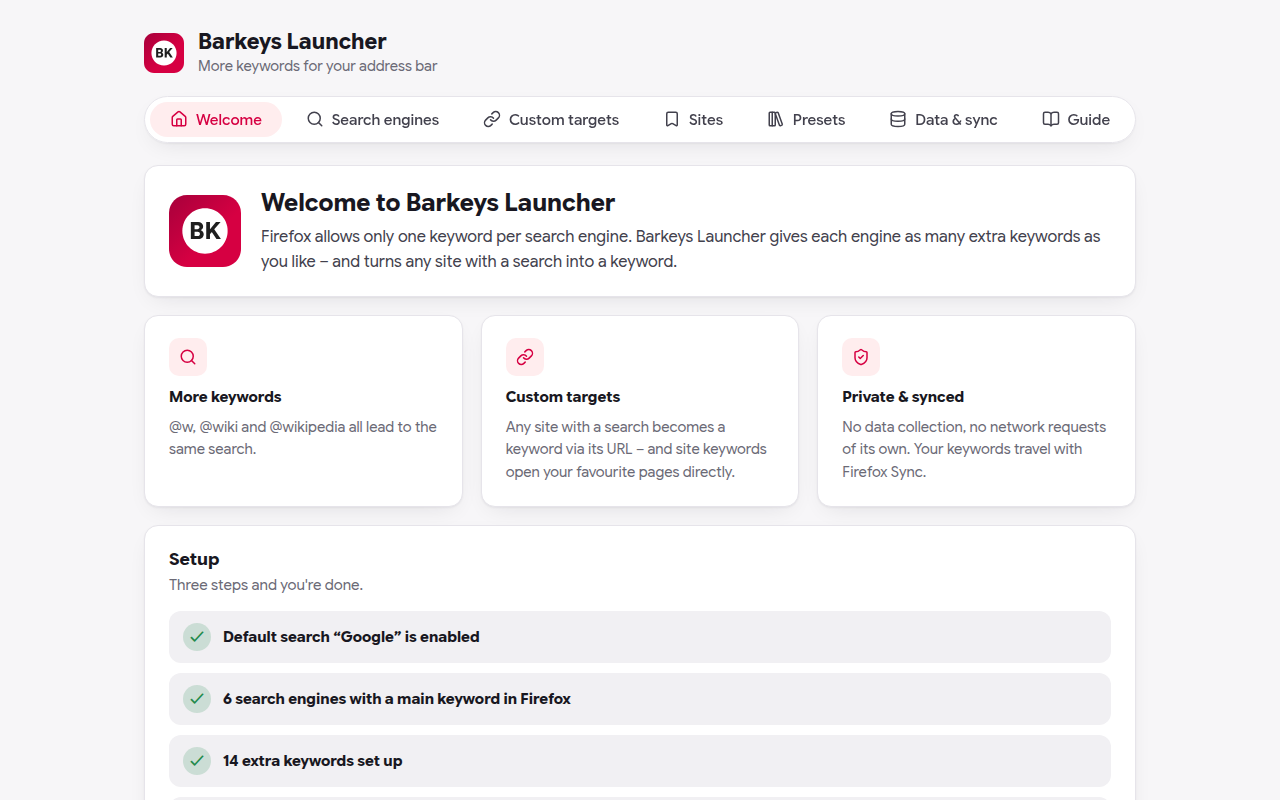 BK
Barkeys Launcher
More keywords for your address bar
Welcome
Search engines
Custom targets
Sites
Presets
Data & sync
Guide
BK
Welcome to Barkeys Launcher
Firefox allows only one keyword per search engine. Barkeys Launcher gives each engine as many extra keywords as
you like – and turns any site with a search into a keyword.
More keywords
@w, @wiki and @wikipedia all lead to the
same search.
Custom targets
Any site with a search becomes a
keyword via its URL – and site keywords
open your favourite pages directly.
Private & synced
No data collection, no network requests
of its own. Your keywords travel with
Firefox Sync.
Setup
Three steps and you're done.
Default search “Google” is enabled
6 search engines with a main keyword in Firefox
14 extra keywords set up